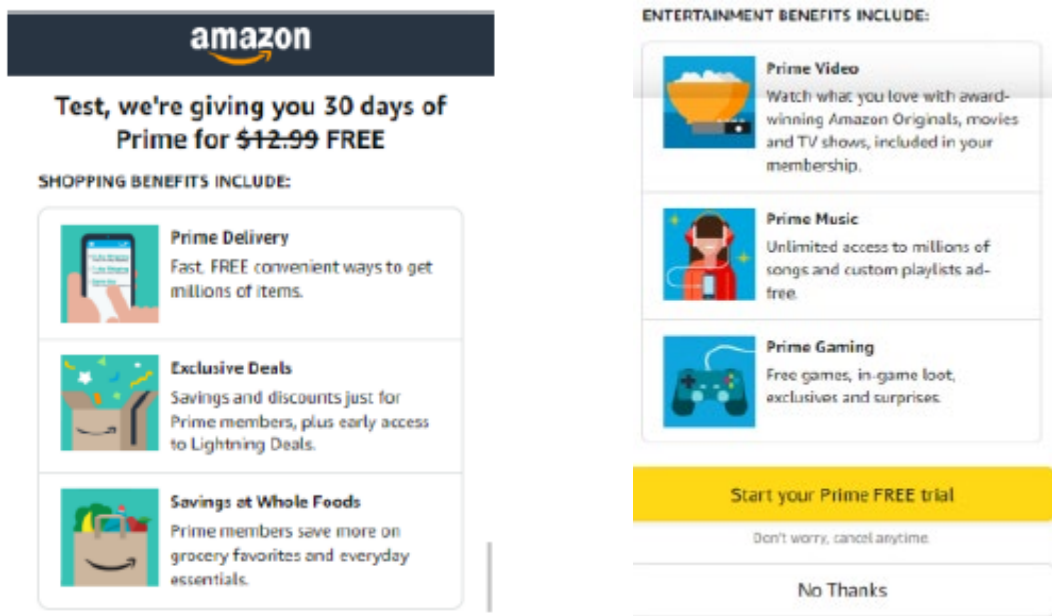 amazon
Test, we're giving you 30 days of
Prime for $12.99 FREE
SHOPPING BENEFITS INCLUDE:
Prime Delivery
Fast, FREE convenient ways to get
millions of items.
Exclusive Deals
Savings and discounts just for
Prime members, plus early access
to Lightning Deals.
Savings at Whole Foods
Prime members save more on
grocery favorites and everyday
essentials.
ENTERTAINMENT BENEFITS INCLUDE:
Prime Video
Watch what you love with award-
winning Amazon Originals, movies
and TV shows, included in your
membership.
Prime Music
Unlimited access to millions of
songs and custom playlists ad-
free.
Prime Gaming
Free games, in-game loot,
exclusives and surprises.
Start your Prime FREE trial
Don't worry, cancel anytime.
No Thanks